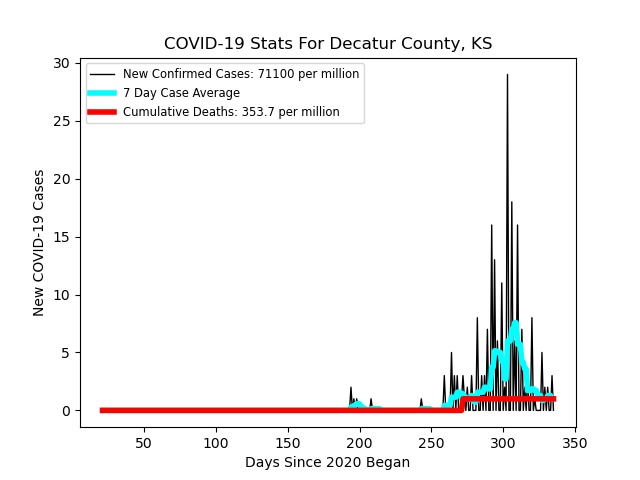 COVID-19 Stats For Decatur County, KS
New Confirmed Cases: 71100 per million
7 Day Case Average
Cumulative Deaths: 353.7 per million
New COVID-19 Cases
30
25
20
15
10
5
0
50 100 150 200 250 300 350
Days Since 2020 Began